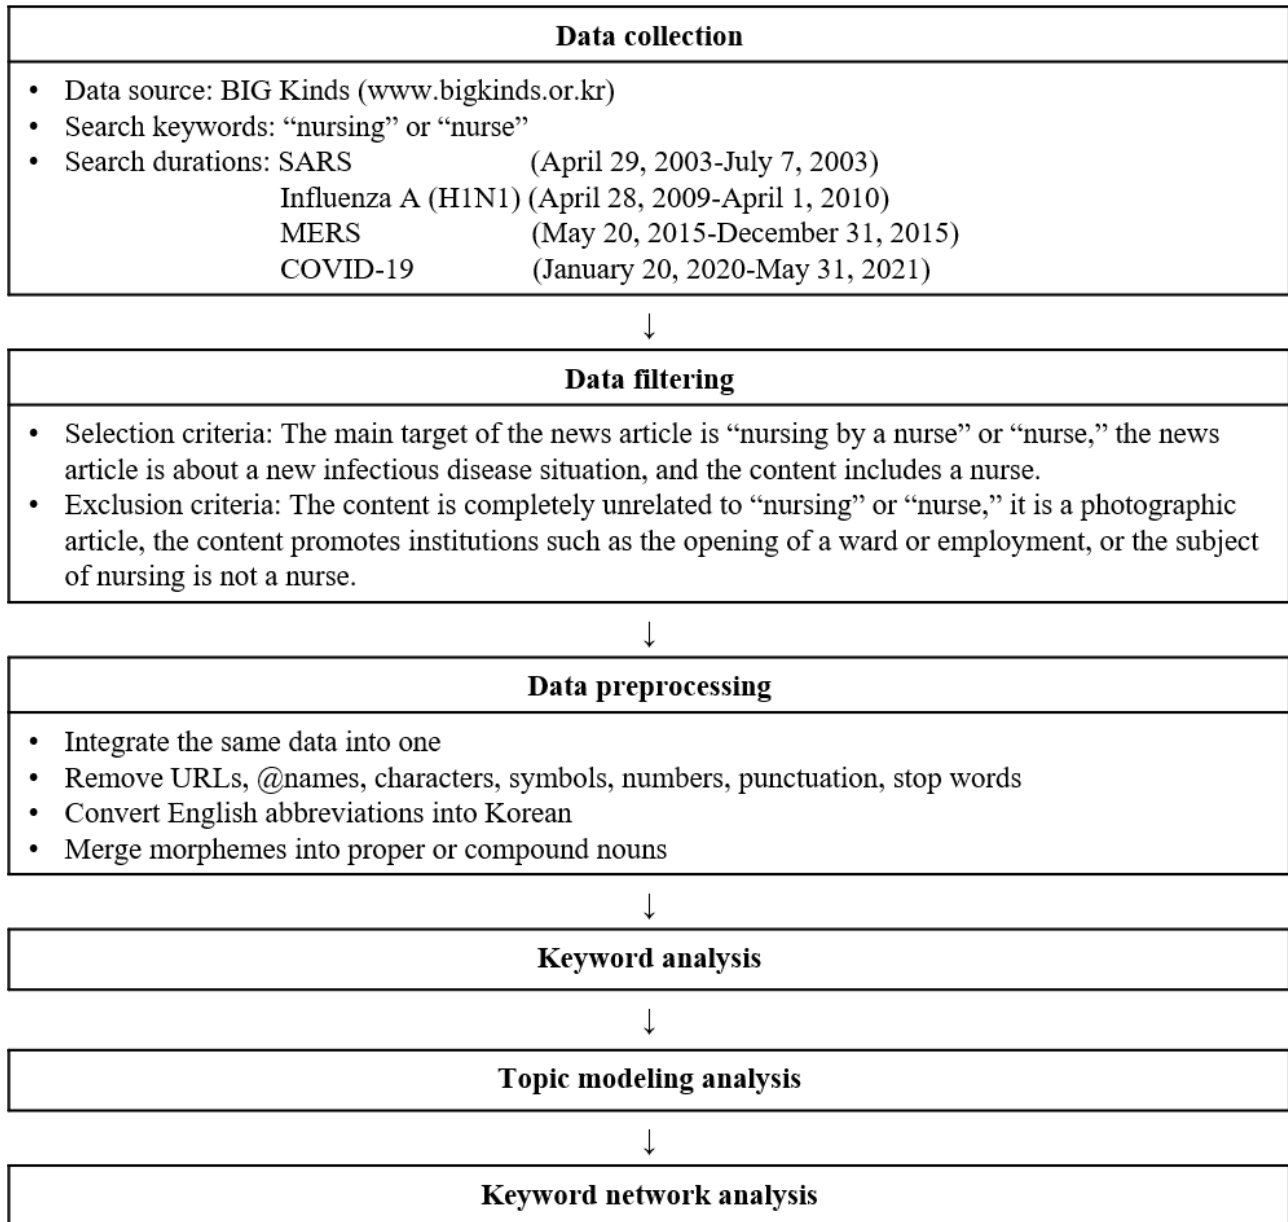 Data collection
• Data source: BIG Kinds (www.bigkinds.or.kr)
• Search keywords: “nursing” or “nurse”
• Search durations: SARS (April 29, 2003-July 7, 2003)
Influenza A (H1N1) (April 28, 2009-April 1, 2010)
MERS (May 20, 2015-December 31, 2015)
COVID-19 (January 20, 2020-May 31, 2021)
↓
Data filtering
• Selection criteria: The main target of the news article is “nursing by a nurse” or “nurse,” the news
article is about a new infectious disease situation, and the content includes a nurse.
• Exclusion criteria: The content is completely unrelated to “nursing” or “nurse,” it is a photographic
article, the content promotes institutions such as the opening of a ward or employment, or the subject
of nursing is not a nurse.
↓
Data preprocessing
• Integrate the same data into one
• Remove URLs, @names, characters, symbols, numbers, punctuation, stop words
• Convert English abbreviations into Korean
• Merge morphemes into proper or compound nouns
↓
Keyword analysis
↓
Topic modeling analysis
↓
Keyword network analysis